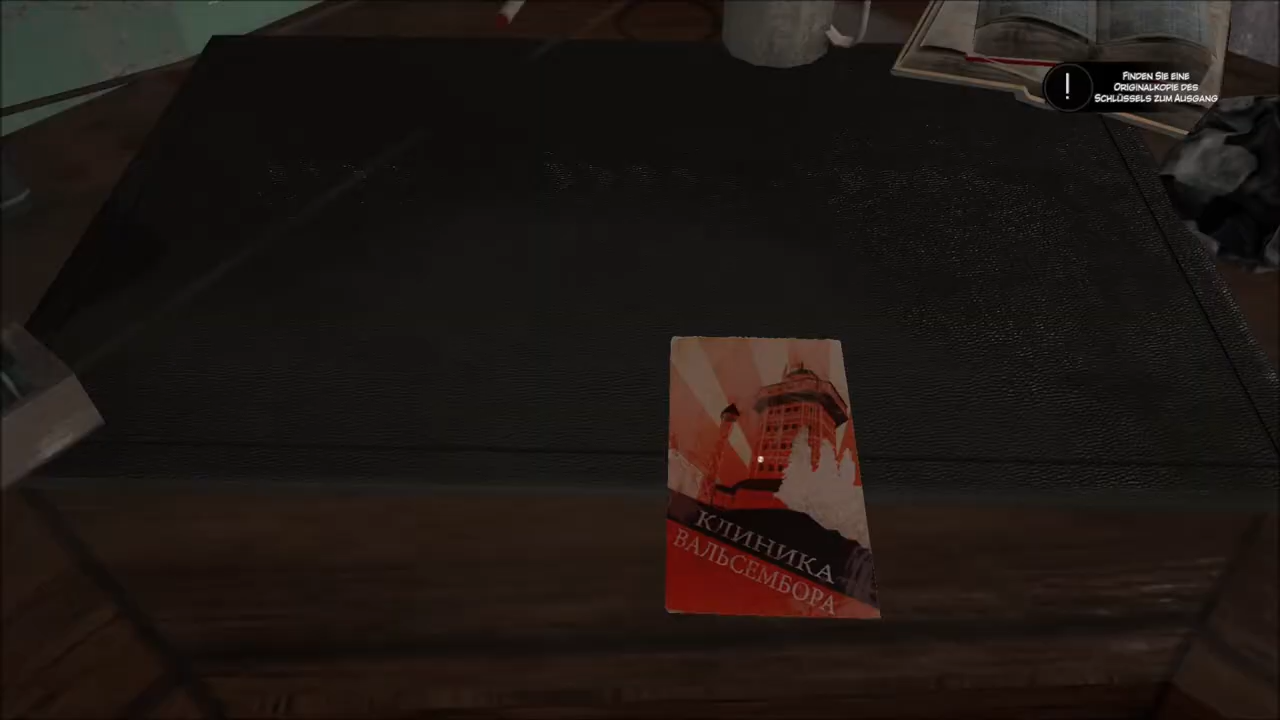 FINDEN SIE EINE
ORIGINALKOPIE DES
SCHLÜSSELS ZUM AUSGANG
КЛИНИКА
ВАЛЬСЕМБОРА